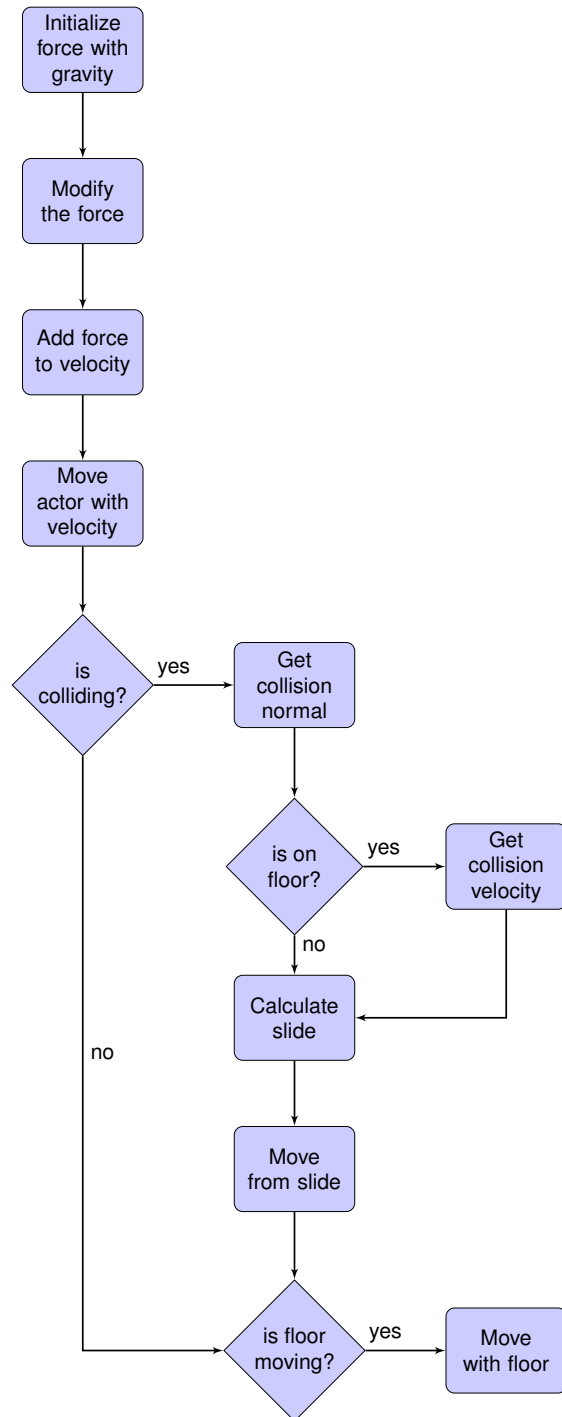 Initialize
force with
gravity
Modify
the force
Add force
to velocity
Move
actor with
velocity
is
colliding?
yes
Get
collision
normal
is on
floor?
yes
Get
collision
velocity
no
Calculate
slide
no
Move
from slide
is floor
moving?
yes
Move
with floor